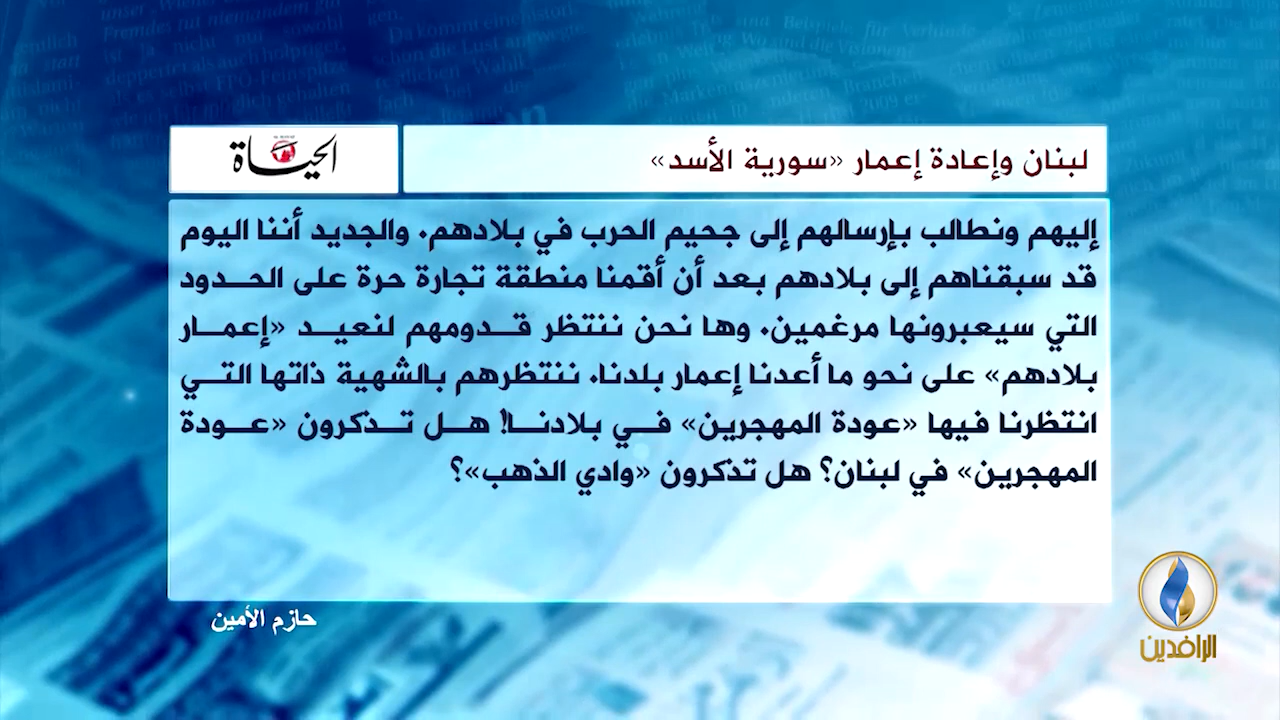 لبنان وإعادة إعمار «سورية الأسد»
الحياة
إليهم ونطالب بإرسالهم إلى جحيم الحرب في بلادهم. والجديد أننا اليوم
قد سبقناهم إلى بلادهم بعد أن أقمنا منطقة تجارة حرة على الحدود
التي سيعبرونها مرغمين. وها نحن ننتظر قدومهم لنعيد «إعمار
بلادهم» على نحو ما أعدنا إعمار بلدنا. ننتظرهم بالشهية ذاتها التي
انتظرنا فيها «عودة المهجرين» في بلادنا! هل تذكرون «عودة
المهجرين» في لبنان؟ هل تذكرون «وادي الذهب»؟
حازم الأمين
الرافدين